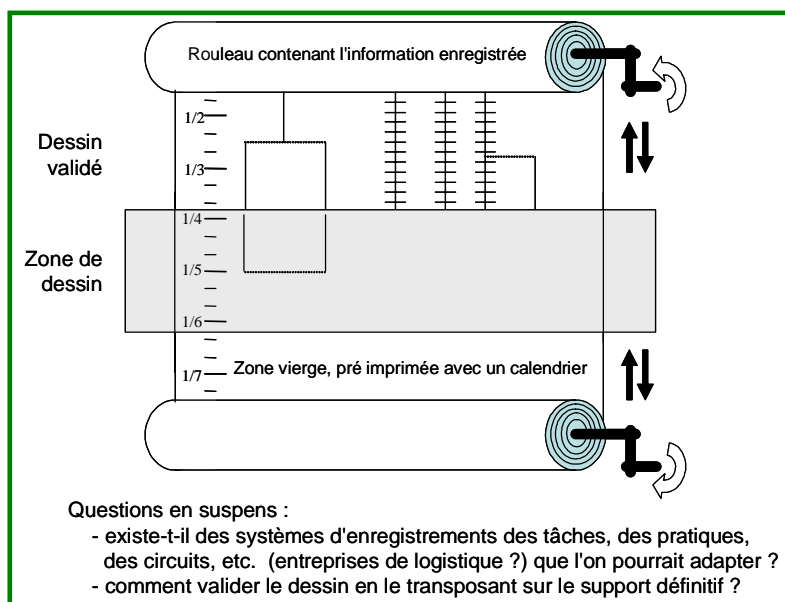 Rouleau contenant l'information enregistrée
1/2
Dessin
validé
1/3
1/4
Zone de
dessin
1/5
1/6
Zone vierge, pré imprimée avec un calendrier
1/7
Questions en suspens :
- existe-t-il des systèmes d'enregistrements des tâches, des pratiques,
des circuits, etc. (entreprises de logistique ?) que l'on pourrait adapter ?
- comment valider le dessin en le transposant sur le support définitif ?